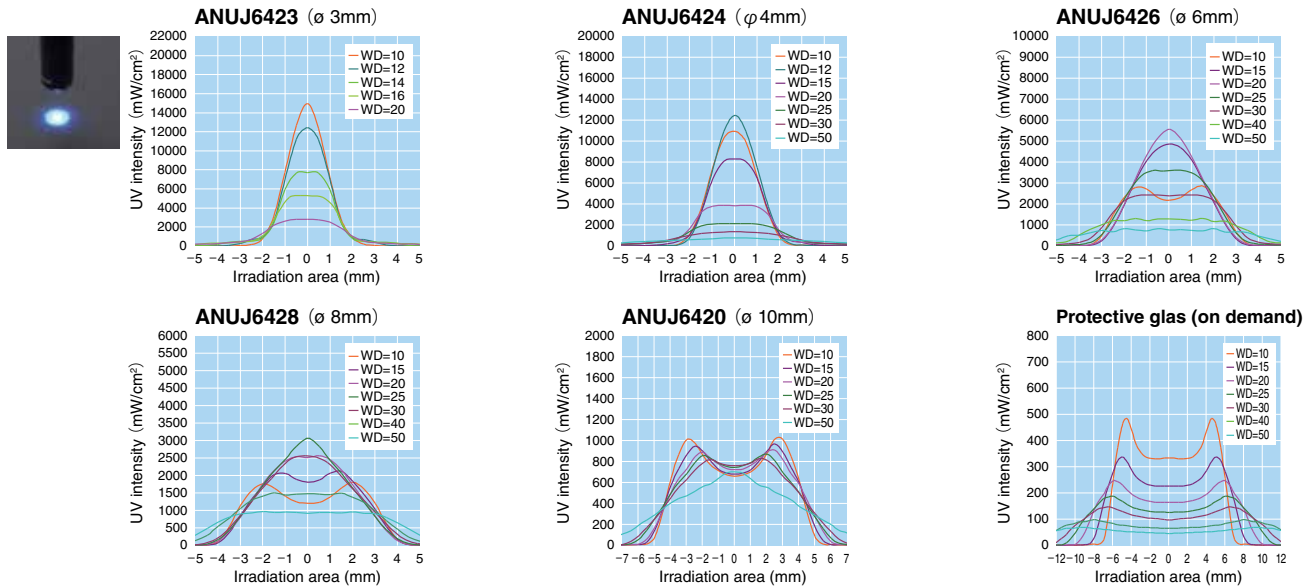 ANUJ6423 (ø 3mm)
UV intensity (mW/cm²)
22000
20000
18000
16000
14000
12000
10000
8000
6000
4000
2000
0
WD=10
WD=12
WD=14
WD=16
WD=20
−5 −4 −3 −2 −1 0 1 2 3 4 5
Irradiation area (mm)
ANUJ6424 (φ4mm)
UV intensity (mW/cm²)
20000
18000
16000
14000
12000
10000
8000
6000
4000
2000
0
WD=10
WD=12
WD=15
WD=20
WD=25
WD=30
WD=50
−5 −4 −3 −2 −1 0 1 2 3 4 5
Irradiation area (mm)
ANUJ6426 (ø 6mm)
UV intensity (mW/cm²)
10000
9000
8000
7000
6000
5000
4000
3000
2000
1000
0
WD=10
WD=15
WD=20
WD=25
WD=30
WD=40
WD=50
−5 −4 −3 −2 −1 0 1 2 3 4 5
Irradiation area (mm)
ANUJ6428 (ø 8mm)
UV intensity (mW/cm²)
6000
5500
5000
4500
4000
3500
3000
2500
2000
1500
1000
500
0
WD=10
WD=15
WD=20
WD=25
WD=30
WD=40
WD=50
−5 −4 −3 −2 −1 0 1 2 3 4 5
Irradiation area (mm)
ANUJ6420 (ø 10mm)
UV intensity (mW/cm²)
2000
1800
1600
1400
1200
1000
800
600
400
200
0
WD=10
WD=15
WD=20
WD=25
WD=30
WD=50
−7 −6 −5 −4 −3 −2 −1 0 1 2 3 4 5 6 7
Irradiation area (mm)
Protective glas (on demand)
UV intensity (mW/cm²)
800
700
600
500
400
300
200
100
0
WD=10
WD=15
WD=20
WD=25
WD=30
WD=40
WD=50
−12 −10 −8 −6 −4 −2 0 2 4 6 8 10 12
Irradiation area (mm)